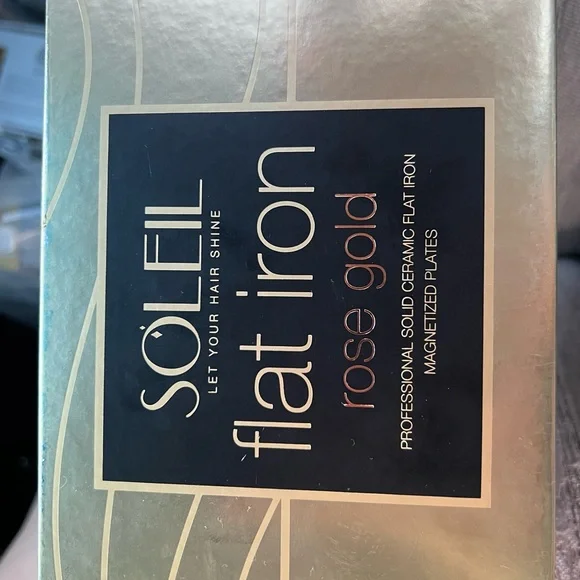 SOLEIL
LET YOUR HAIR SHINE
flat iron
rose gold
PROFESSIONAL SOLID CERAMIC FLAT IRON
MAGNETIZED PLATES